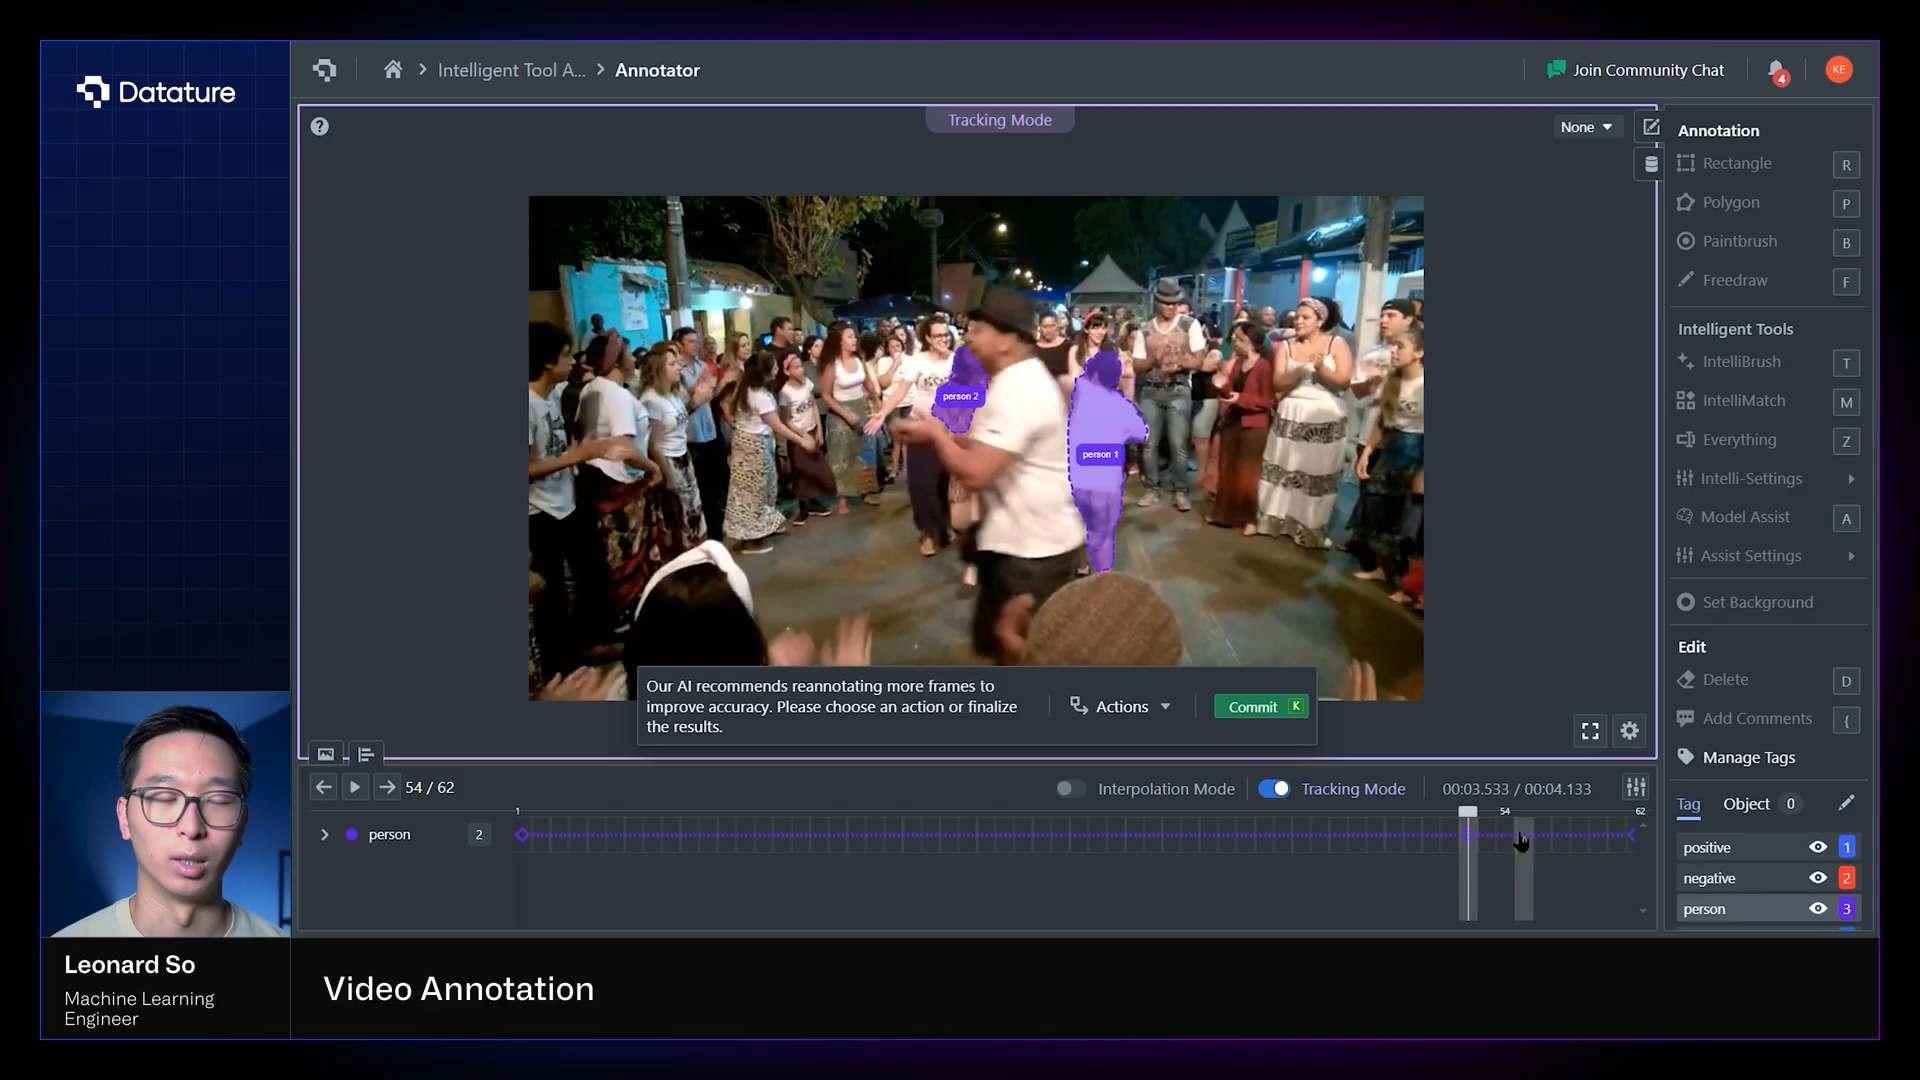 Datature
Intelligent Tool A...
Annotator
Join Community Chat
4
KE
?
Tracking Mode
None
person 2
person 1
Our AI recommends reannotating more frames to
improve accuracy. Please choose an action or finalize
the results.
Actions
Commit K
54 / 62
Interpolation Mode
Tracking Mode
00:03.533 / 00:04.133
1
54
62
person
2
Annotation
Rectangle R
Polygon P
Paintbrush B
Freedraw F
Intelligent Tools
IntelliBrush T
IntelliMatch M
Everything Z
Intelli-Settings
Model Assist A
Assist Settings
Set Background
Edit
Delete D
Add Comments {
Manage Tags
Tag
Object 0
positive 1
negative 2
person 3
Leonard So
Machine Learning
Engineer
Video Annotation